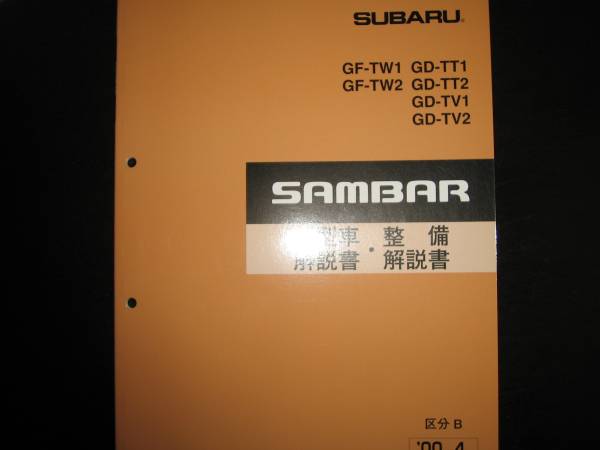 SUBARU
GF-TW1 GD-TT1
GF-TW2 GD-TT2
GD-TV1
GD-TV2
SAMBAR
型車・整備
解説書・解説書
区分 B
'00 4